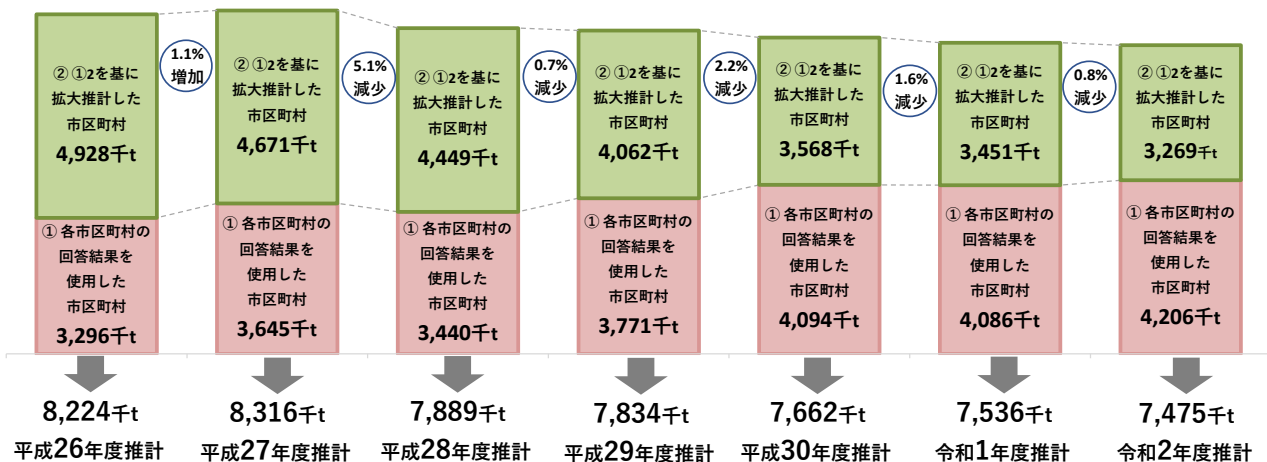 ② ①2を基に
拡大推計した
市区町村
4,928千t
① 各市区町村の
回答結果を
使用した
市区町村
3,296千t
8,224千t
平成26年度推計
1.1%
増加
② ①2を基に
拡大推計した
市区町村
4,671千t
① 各市区町村の
回答結果を
使用した
市区町村
3,645千t
8,316千t
平成27年度推計
5.1%
減少
② ①2を基に
拡大推計した
市区町村
4,449千t
① 各市区町村の
回答結果を
使用した
市区町村
3,440千t
7,889千t
平成28年度推計
0.7%
減少
② ①2を基に
拡大推計した
市区町村
4,062千t
① 各市区町村の
回答結果を
使用した
市区町村
3,771千t
7,834千t
平成29年度推計
2.2%
減少
② ①2を基に
拡大推計した
市区町村
3,568千t
① 各市区町村の
回答結果を
使用した
市区町村
4,094千t
7,662千t
平成30年度推計
1.6%
減少
② ①2を基に
拡大推計した
市区町村
3,451千t
① 各市区町村の
回答結果を
使用した
市区町村
4,086千t
7,536千t
令和1年度推計
0.8%
減少
② ①2を基に
拡大推計した
市区町村
3,269千t
① 各市区町村の
回答結果を
使用した
市区町村
4,206千t
7,475千t
令和2年度推計